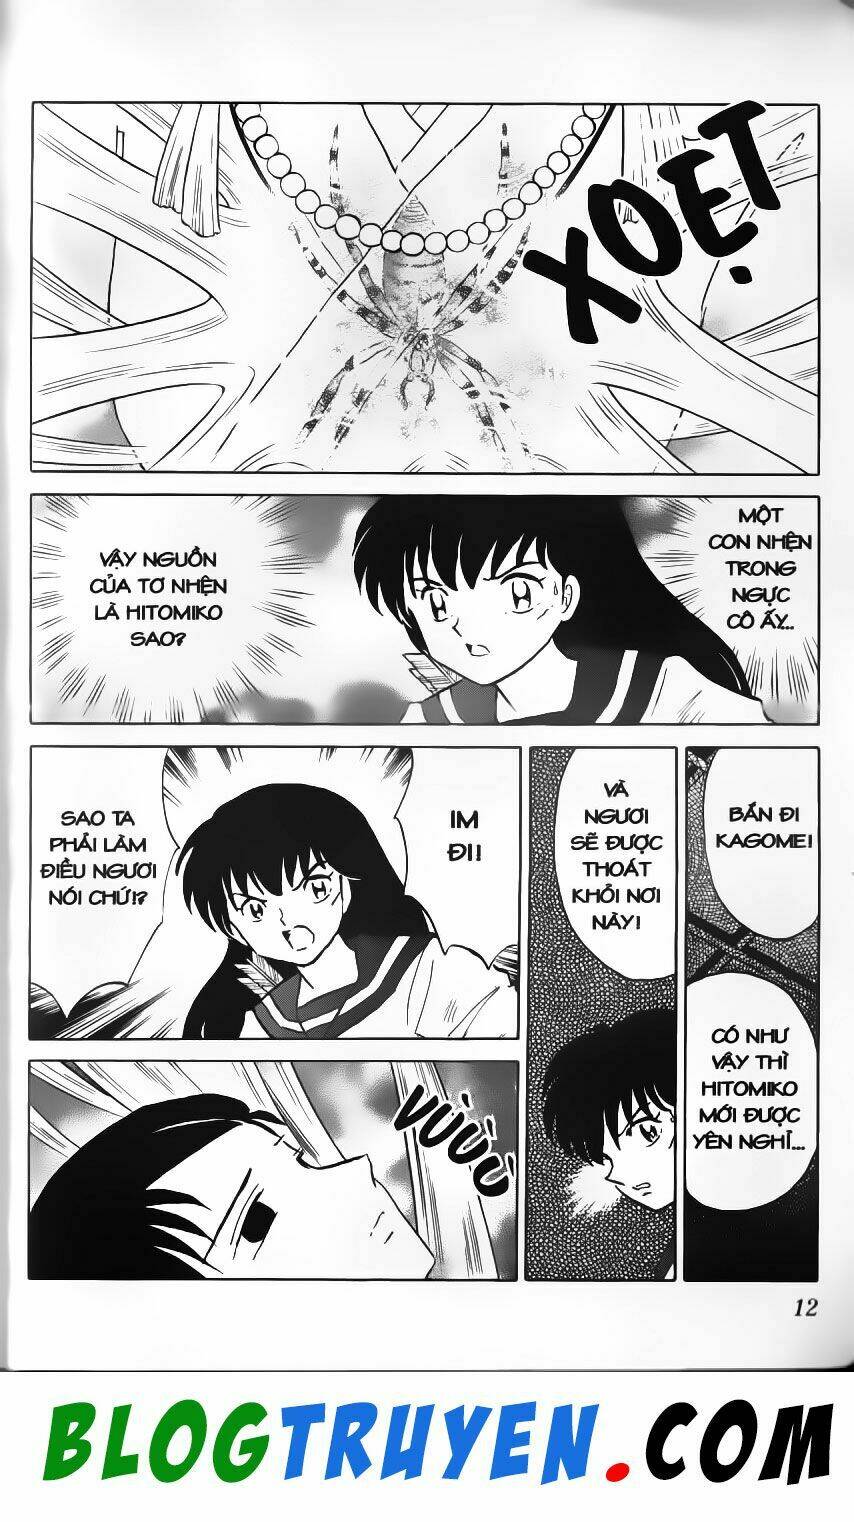 XOẸT
MỘT
CON NHỆN
TRONG
NGỰC
CÔ ẤY...
VẬY NGUỒN
CỦA TƠ NHỆN
LÀ HITOMIKO
SAO?
BẮN ĐI
KAGOME!
CÓ NHƯ
VẬY THÌ
HITOMIKO
MỚI ĐƯỢC
YÊN NGHỈ...
VÀ
NGƯƠI
SẼ ĐƯỢC
THOÁT
KHỎI NƠI
NÀY!
IM
ĐI!
SAO TA
PHẢI LÀM
ĐIỀU NGƯƠI
NÓI CHỨ!?
VÙÙÙÙ
12
BLOGTRUYEN.COM